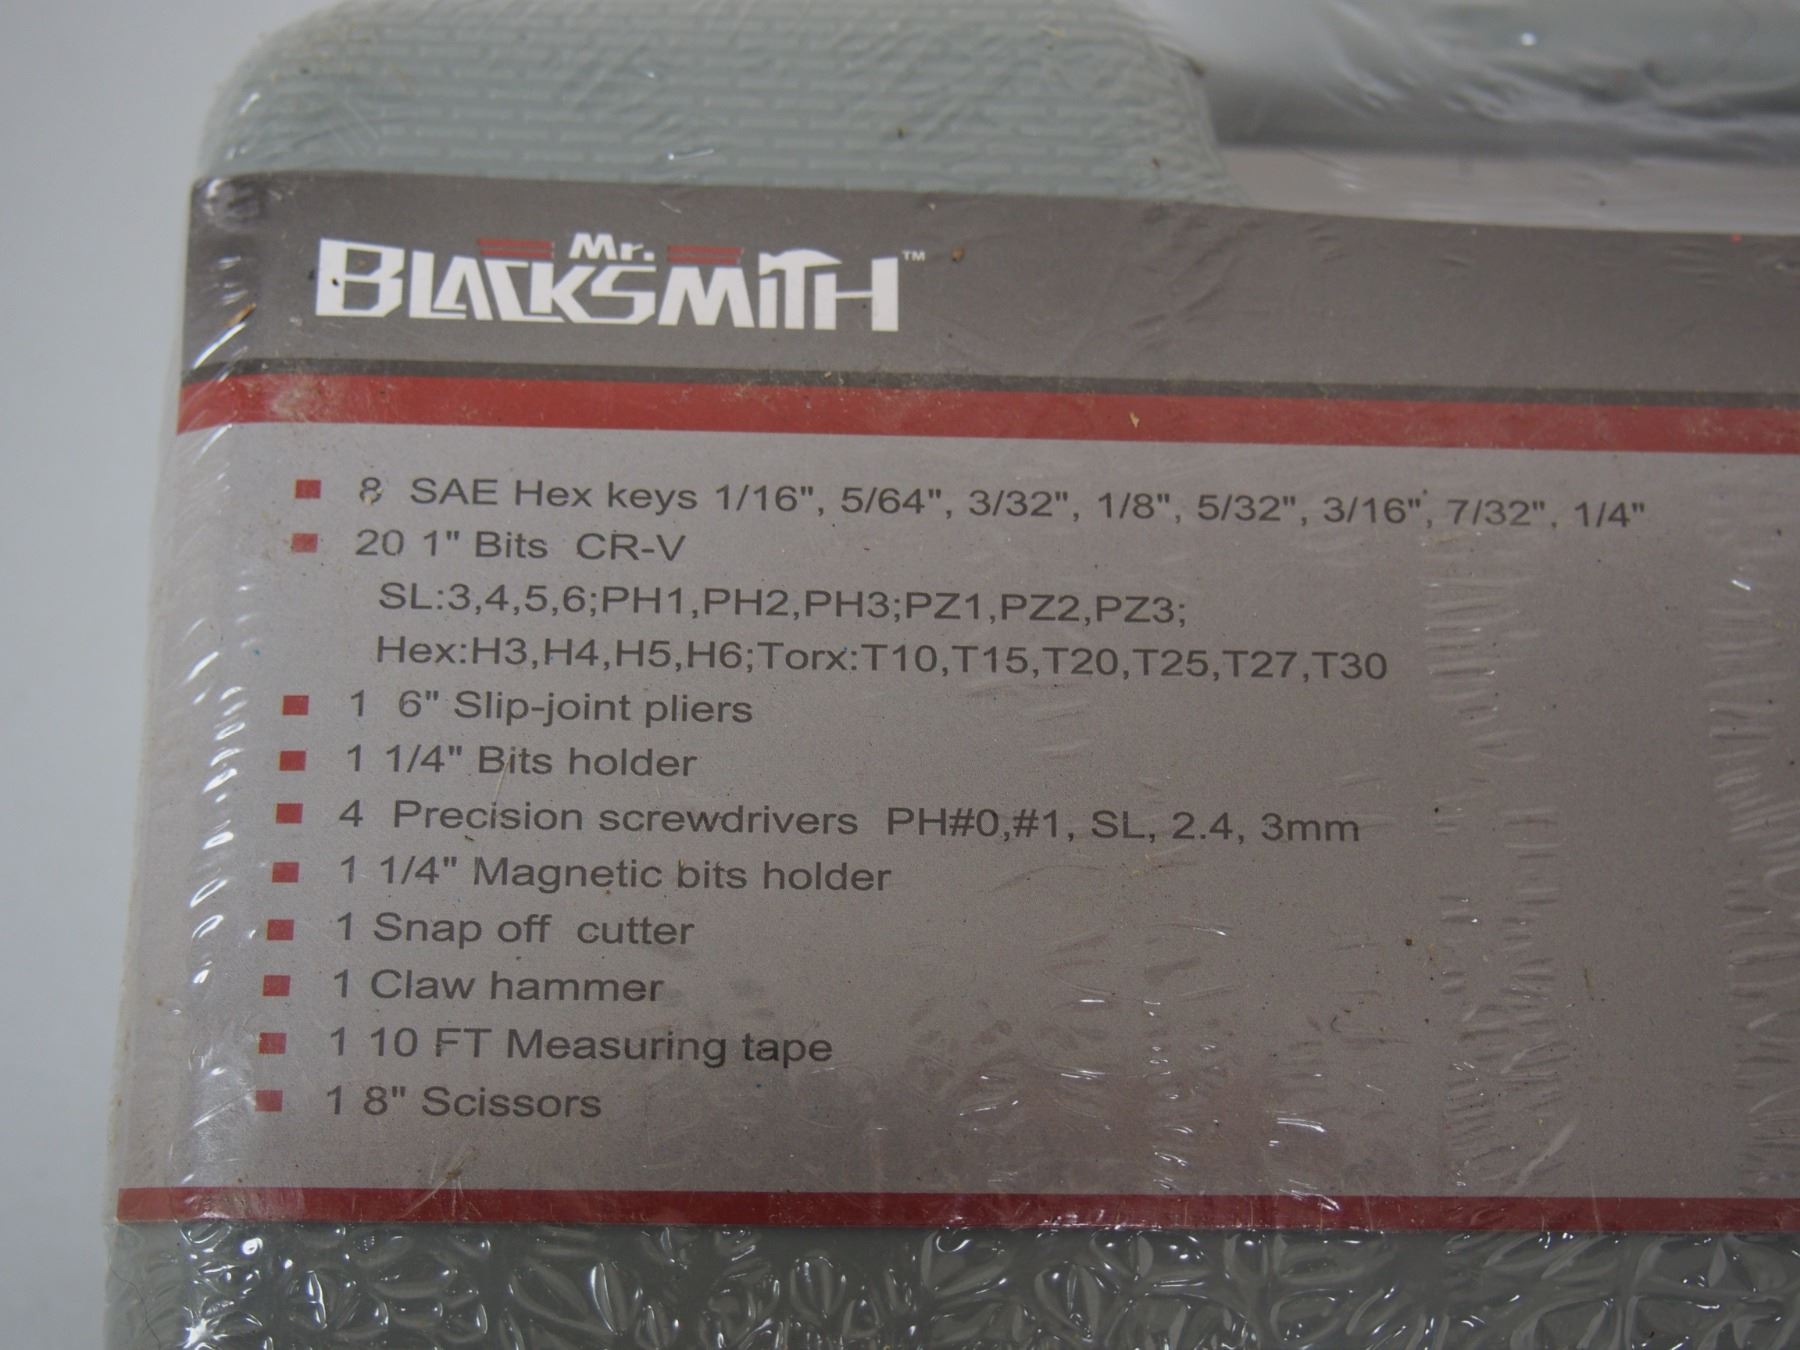 Mr.
BLACKSMiTH™
8 SAE Hex keys 1/16", 5/64", 3/32", 1/8", 5/32", 3/16", 7/32", 1/4"
20 1" Bits CR-V
SL:3,4,5,6;PH1,PH2,PH3;PZ1,PZ2,PZ3;
Hex:H3,H4,H5,H6;Torx:T10,T15,T20,T25,T27,T30
1 6" Slip-joint pliers
1 1/4" Bits holder
4 Precision screwdrivers PH#0,#1, SL, 2.4, 3mm
1 1/4" Magnetic bits holder
1 Snap off cutter
1 Claw hammer
1 10 FT Measuring tape
1 8" Scissors